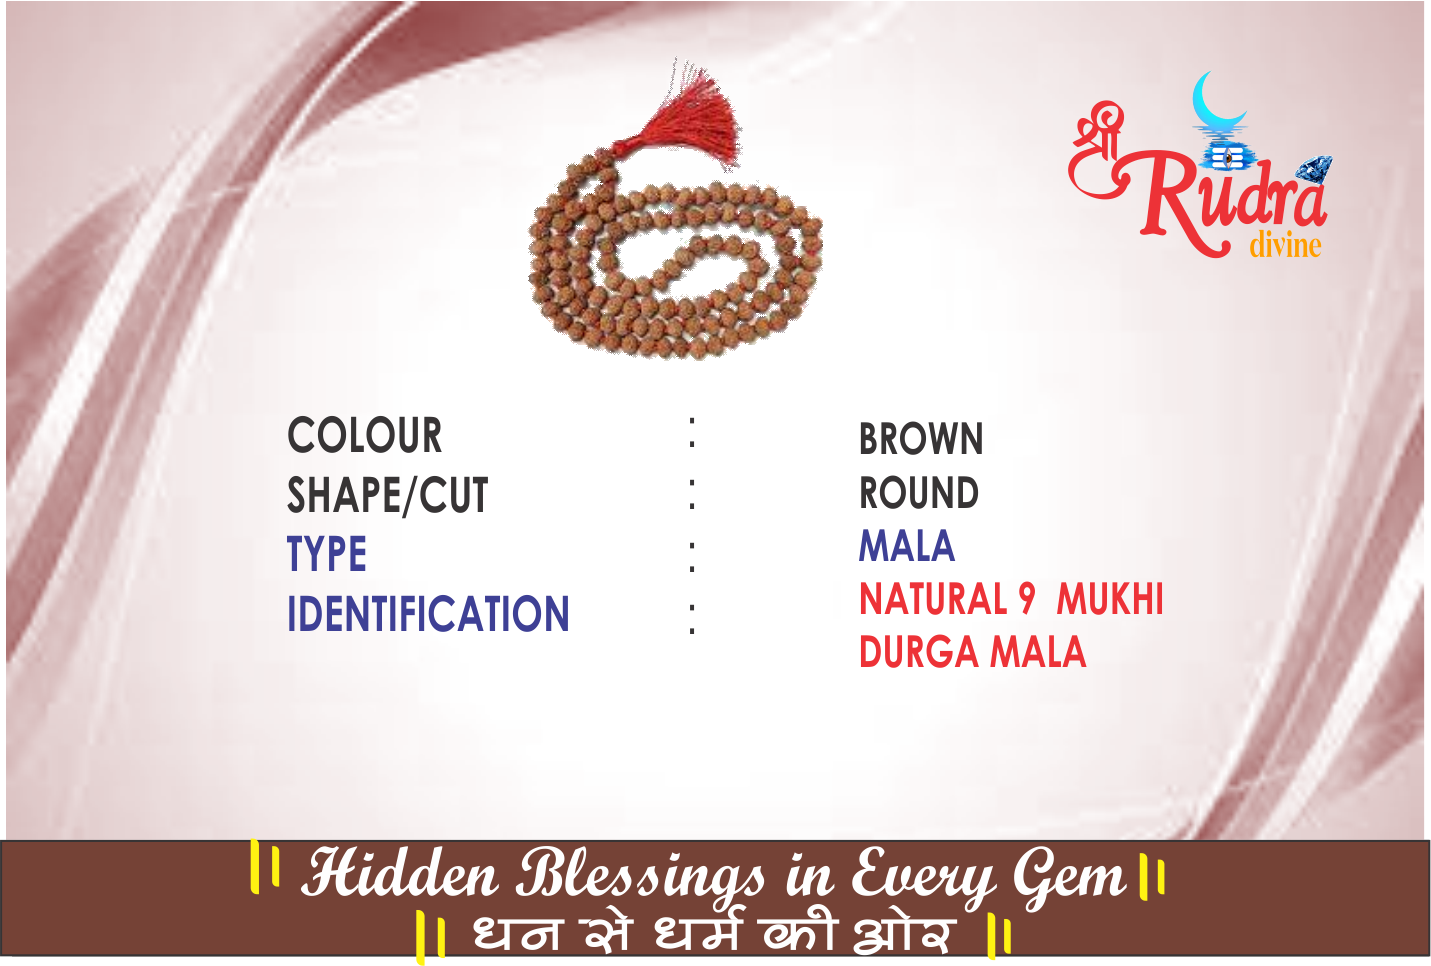 श्री
Rudra
divine
COLOUR : BROWN
SHAPE/CUT : ROUND
TYPE : MALA
IDENTIFICATION : NATURAL 9 MUKHI
DURGA MALA
|| Hidden Blessings in Every Gem ||
|| धन से धर्म की ओर ||